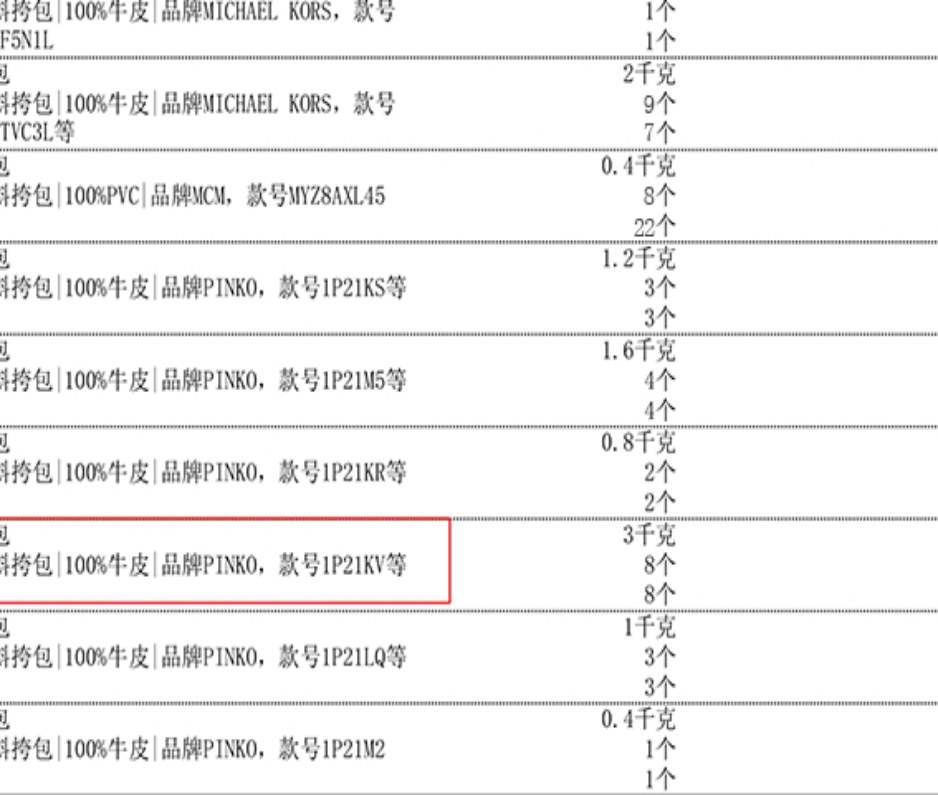 斜挎包|100%牛皮|品牌MICHAEL KORS，款号 1个
F5N1L 1个
包 2千克
斜挎包|100%牛皮|品牌MICHAEL KORS，款号 9个
TVC3L等 7个
包 0.4千克
斜挎包|100%PVC|品牌MCM，款号MYZ8AXL45 8个
22个
包 1.2千克
斜挎包|100%牛皮|品牌PINKO，款号1P21KS等 3个
3个
包 1.6千克
斜挎包|100%牛皮|品牌PINKO，款号1P21M5等 4个
4个
包 0.8千克
斜挎包|100%牛皮|品牌PINKO，款号1P21KR等 2个
2个
包 3千克
斜挎包|100%牛皮|品牌PINKO，款号1P21KV等 8个
8个
包 1千克
斜挎包|100%牛皮|品牌PINKO，款号1P21LQ等 3个
3个
包 0.4千克
斜挎包|100%牛皮|品牌PINKO，款号1P21M2 1个
1个